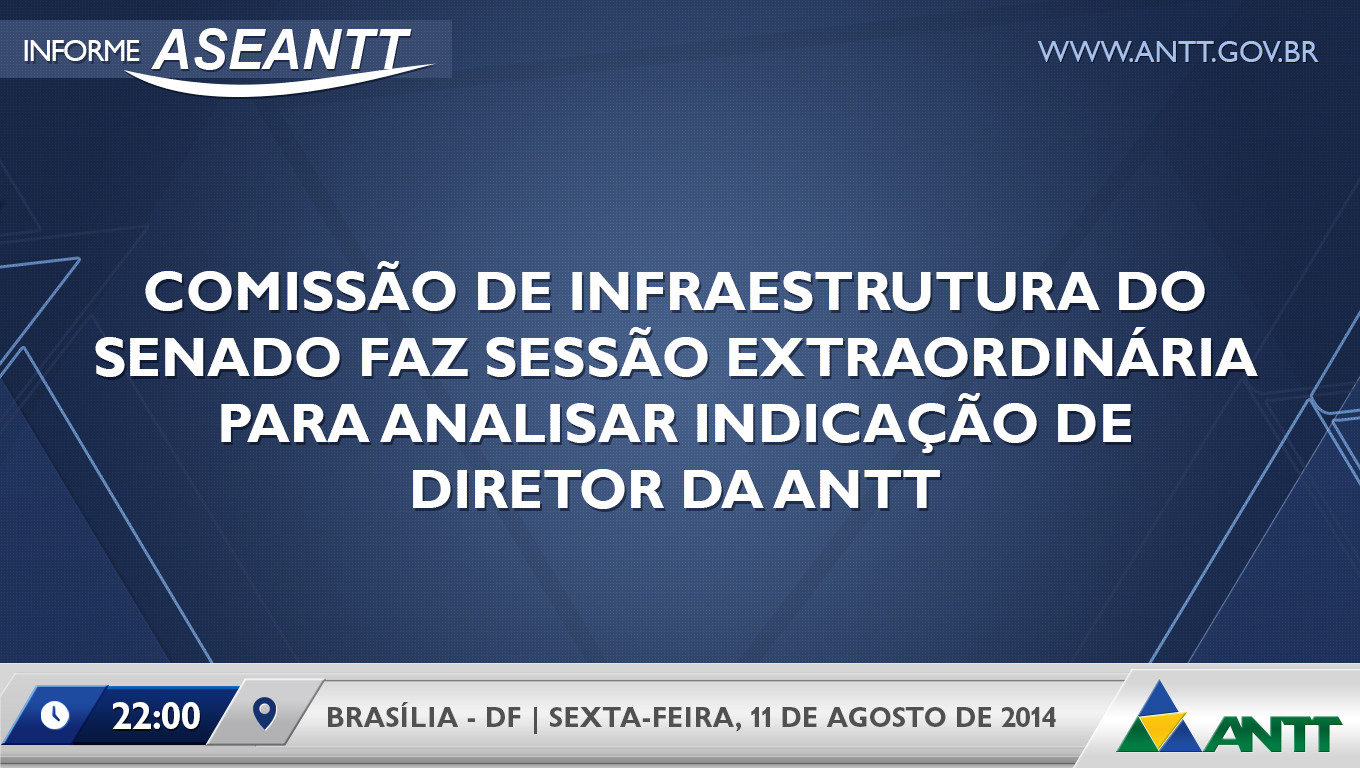 INFORME ASEANTT
WWW.ANTT.GOV.BR
COMISSÃO DE INFRAESTRUTURA DO
SENADO FAZ SESSÃO EXTRAORDINÁRIA
PARA ANALISAR INDICAÇÃO DE
DIRETOR DA ANTT
22:00
BRASÍLIA - DF | SEXTA-FEIRA, 11 DE AGOSTO DE 2014
ANTT